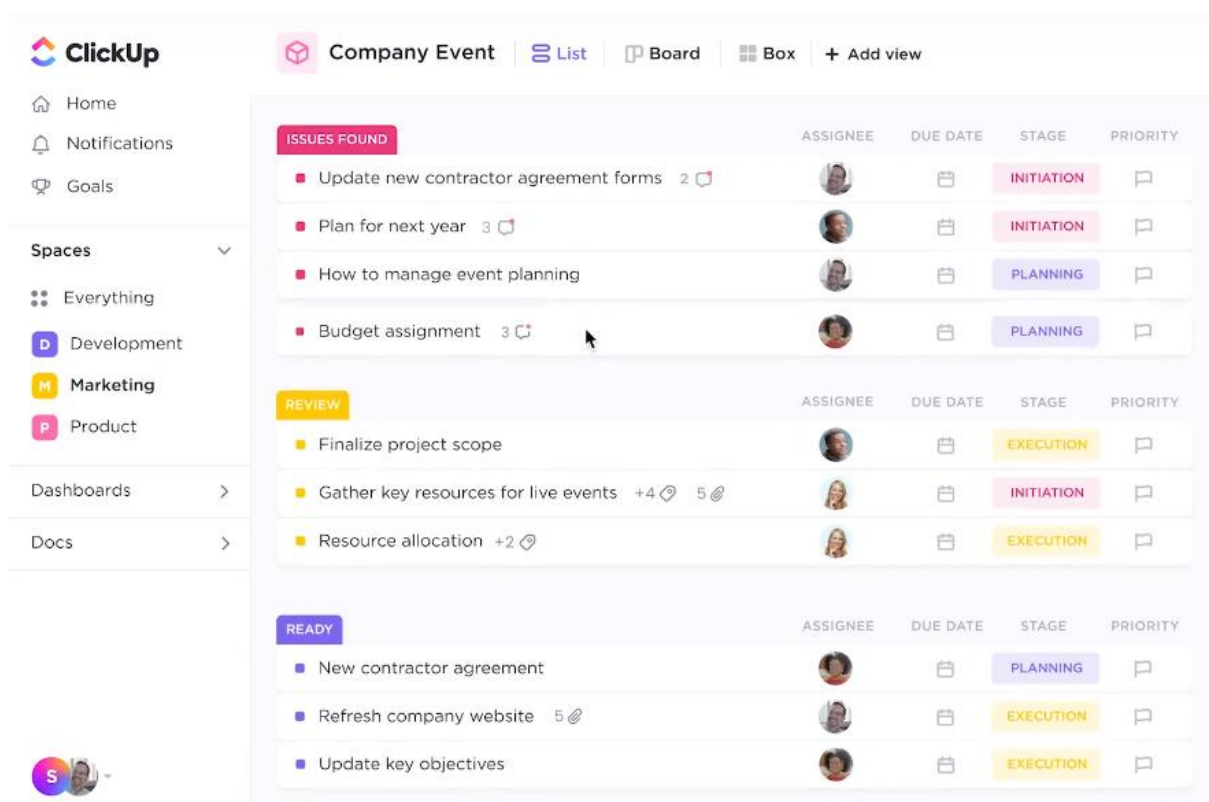 ClickUp
Company Event List Board Box + Add view
Home
Notifications
Goals
Spaces
Everything
D Development
M Marketing
P Product
Dashboards
Docs
S
ISSUES FOUND ASSIGNEE DUE DATE STAGE PRIORITY
Update new contractor agreement forms 2 INITIATION
Plan for next year 3 INITIATION
How to manage event planning PLANNING
Budget assignment 3 PLANNING
REVIEW ASSIGNEE DUE DATE STAGE PRIORITY
Finalize project scope EXECUTION
Gather key resources for live events +4 5 INITIATION
Resource allocation +2 EXECUTION
READY ASSIGNEE DUE DATE STAGE PRIORITY
New contractor agreement PLANNING
Refresh company website 5 EXECUTION
Update key objectives EXECUTION